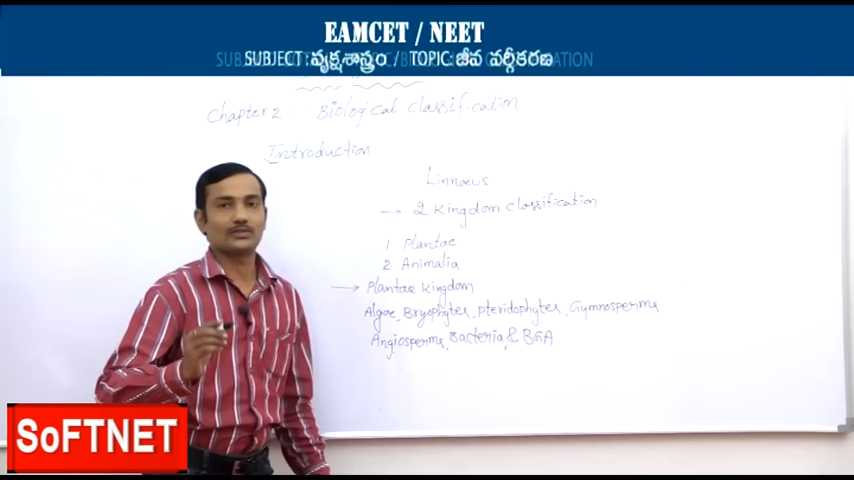 EAMCET / NEET
SUBJECT: వృక్షశాస్త్రం / TOPIC: జీవ వర్గీకరణ
Chapter 2 Biological classification
Introduction
Linnaeus
→ 2 Kingdom classification
1 Plantae
2 Animalia
→ Plantae Kingdom
Algae, Bryophytes, pteridophytes, Gymnosperms
Angiosperms, Bacteria, & BGA
SoFTNET